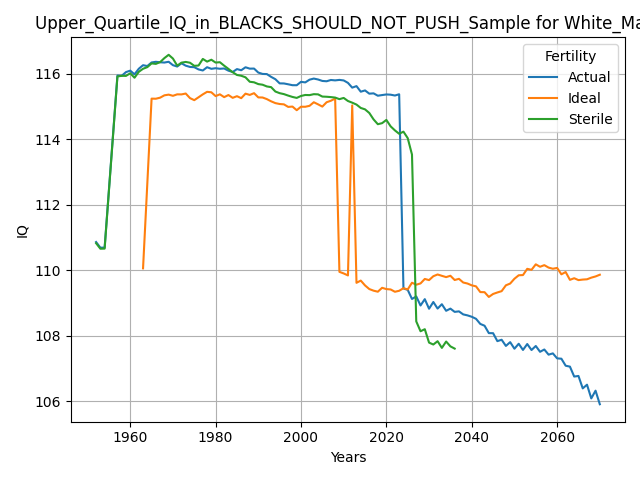 Upper_Quartile_IQ_in_BLACKS_SHOULD_NOT_PUSH_Sample for White_Ma
Fertility
Actual
Ideal
Sterile
IQ
116
114
112
110
108
106
1960 1980 2000 2020 2040 2060
Years